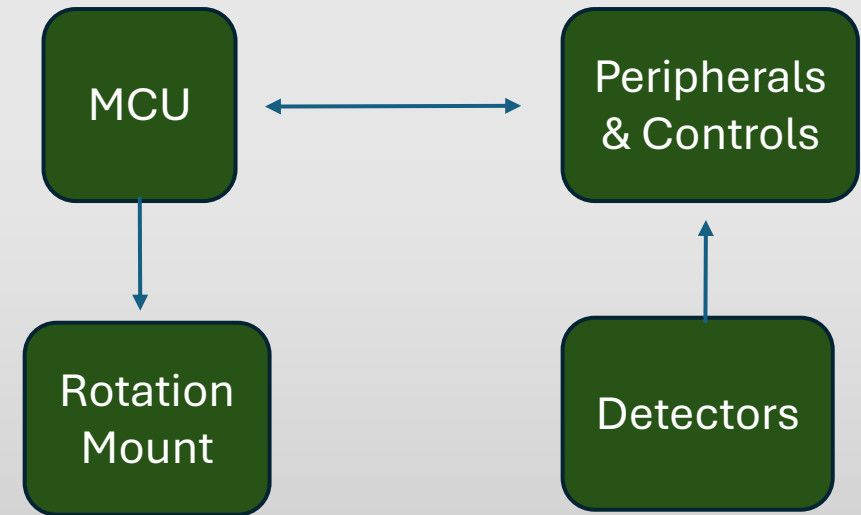 MCU
Peripherals
& Controls
Rotation
Mount
Detectors